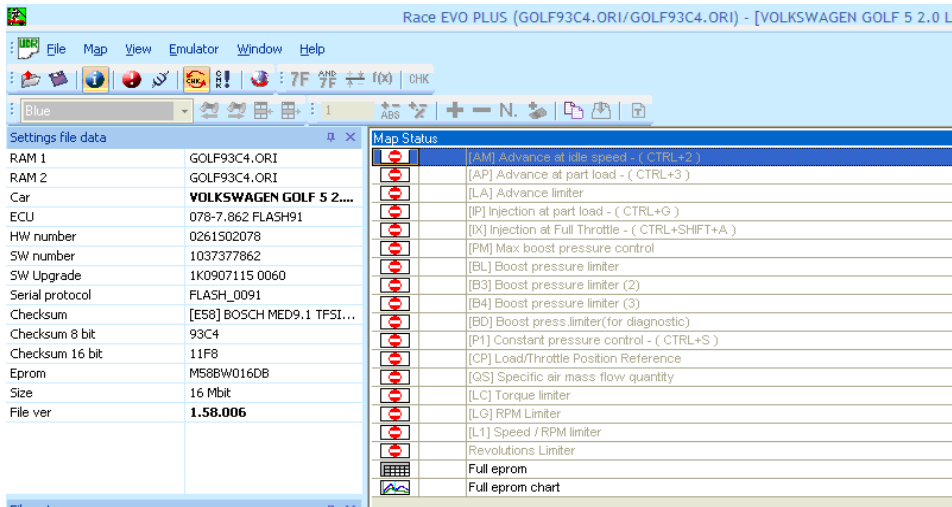 Race EVO PLUS (GOLF93C4.ORI/GOLF93C4.ORI) - [VOLKSWAGEN GOLF 5 2.0 L
UCR File Map View Emulator Window Help
CHK 7F AND 7F f(x) CHK
Blue 1 ABS N. T
Settings file data
RAM 1 GOLF93C4.ORI
RAM 2 GOLF93C4.ORI
Car VOLKSWAGEN GOLF 5 2....
ECU 078-7.862 FLASH91
HW number 0261S02078
SW number 1037377862
SW Upgrade 1K0907115 0060
Serial protocol FLASH_0091
Checksum [E58] BOSCH MED9.1 TFSI...
Checksum 8 bit 93C4
Checksum 16 bit 11F8
Eprom M58BW016DB
Size 16 Mbit
File ver 1.58.006
Map Status
[AM] Advance at idle speed - ( CTRL+2 )
[AP] Advance at part load - ( CTRL+3 )
[LA] Advance limiter
[IP] Injection at part load - ( CTRL+G )
[IX] Injection at Full Throttle - ( CTRL+SHIFT+A )
[PM] Max boost pressure control
[BL] Boost pressure limiter
[B3] Boost pressure limiter (2)
[B4] Boost pressure limiter (3)
[BD] Boost press.limiter(for diagnostic)
[P1] Constant pressure control - ( CTRL+S )
[CP] Load/Throttle Position Reference
[QS] Specific air mass flow quantity
[LC] Torque limiter
[LG] RPM Limiter
[L1] Speed / RPM limiter
Revolutions Limiter
Full eprom
Full eprom chart